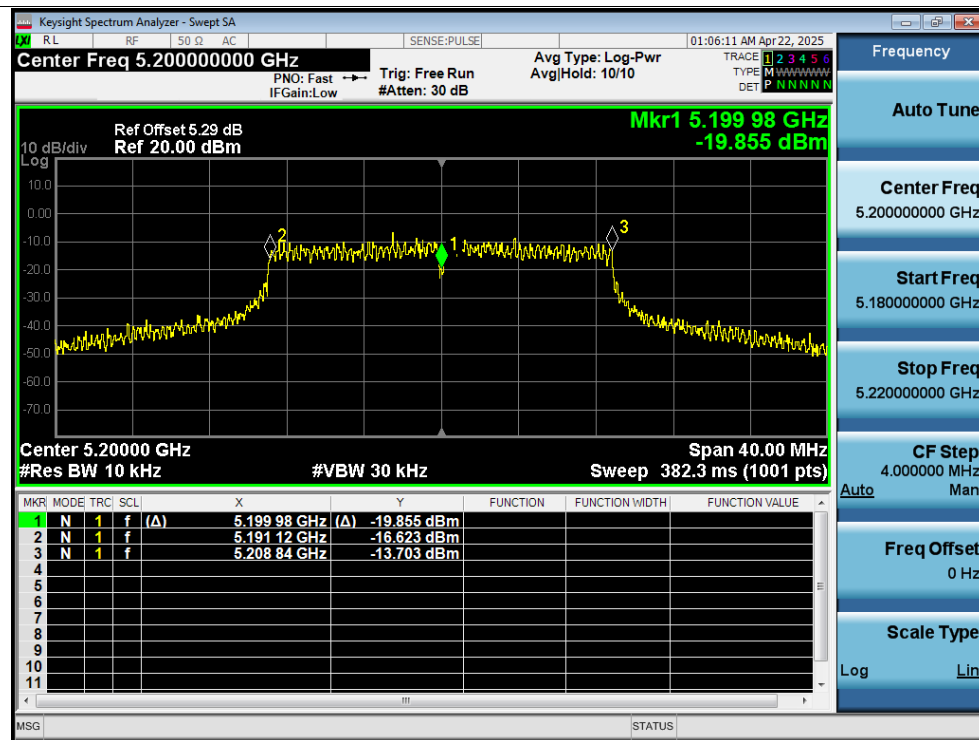 Keysight Spectrum Analyzer - Swept SA
LXI RL RF 50 Ω AC SENSE:PULSE 01:06:11 AM Apr 22, 2025
Center Freq 5.200000000 GHz
PNO: Fast
IFGain:Low
Trig: Free Run
#Atten: 30 dB
Avg Type: Log-Pwr
Avg|Hold: 10/10
TRACE 1 2 3 4 5 6
TYPE M W W W W W
DET P N N N N N
Mkr1 5.199 98 GHz
-19.855 dBm
Ref Offset 5.29 dB
10 dB/div Ref 20.00 dBm
Log
10.0
0.00
-10.0
-20.0
-30.0
-40.0
-50.0
-60.0
-70.0
2
1
3
Center 5.20000 GHz Span 40.00 MHz
#Res BW 10 kHz #VBW 30 kHz Sweep 382.3 ms (1001 pts)
MKR MODE TRC SCL X Y FUNCTION FUNCTION WIDTH FUNCTION VALUE
1 N 1 f (Δ) 5.199 98 GHz (Δ) -19.855 dBm
2 N 1 f 5.191 12 GHz -16.623 dBm
3 N 1 f 5.208 84 GHz -13.703 dBm
4
5
6
7
8
9
10
11
MSG STATUS
Frequency
Auto Tune
Center Freq
5.200000000 GHz
Start Freq
5.180000000 GHz
Stop Freq
5.220000000 GHz
CF Step
4.000000 MHz
Auto Man
Freq Offset
0 Hz
Scale Type
Log Lin